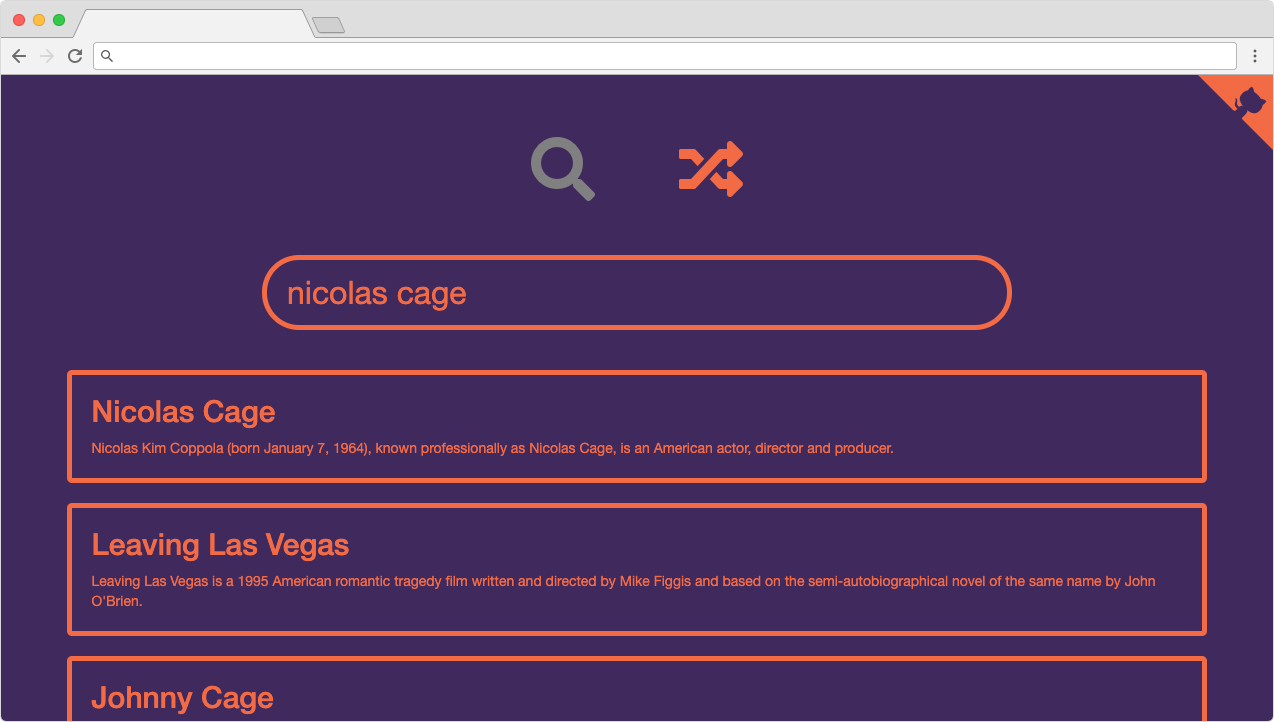 nicolas cage
Nicolas Cage
Nicolas Kim Coppola (born January 7, 1964), known professionally as Nicolas Cage, is an American actor, director and producer.
Leaving Las Vegas
Leaving Las Vegas is a 1995 American romantic tragedy film written and directed by Mike Figgis and based on the semi-autobiographical novel of the same name by John
O'Brien.
Johnny Cage